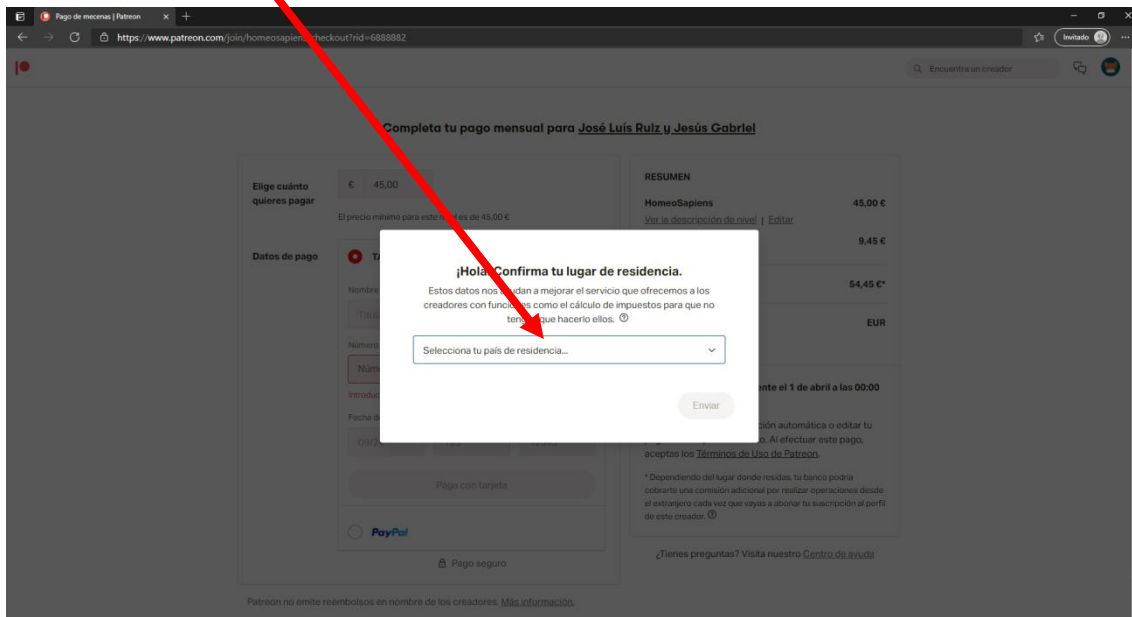 Pago de mecenas | Patreon
https://www.patreon.com/join/homeosapiens/checkout?rid=6888882
Invitado
Encuentra un creador
Completa tu pago mensual para José Luis Ruiz y Jesús Gabriel
Elige cuánto quieres pagar
€ 45,00
El precio mínimo para este nivel es de 45,00 €
Datos de pago
RESUMEN
HomeoSapiens 45,00 €
Ver la descripción de nivel | Editar
9,45 €
54,45 €*
EUR
¡Hola! Confirma tu lugar de residencia.
Estos datos nos ayudan a mejorar el servicio que ofrecemos a los
creadores con funciones como el cálculo de impuestos para que no
tengan que hacerlo ellos.
Selecciona tu país de residencia...
Enviar
Nombre
Número
Fecha
Paga con tarjeta
PayPal
Pago seguro
el 1 de abril a las 00:00
automática o editar tu
Al efectuar este pago,
aceptas los Términos de Uso de Patreon.
* Dependiendo del lugar donde residas, tu banco podría
cobrarte una comisión adicional por realizar operaciones desde
el extranjero cada vez que vayas a abonar tu suscripción al perfil
de este creador.
¿Tienes preguntas? Visita nuestro Centro de ayuda
Patreon no emite reembolsos en nombre de los creadores. Más información.